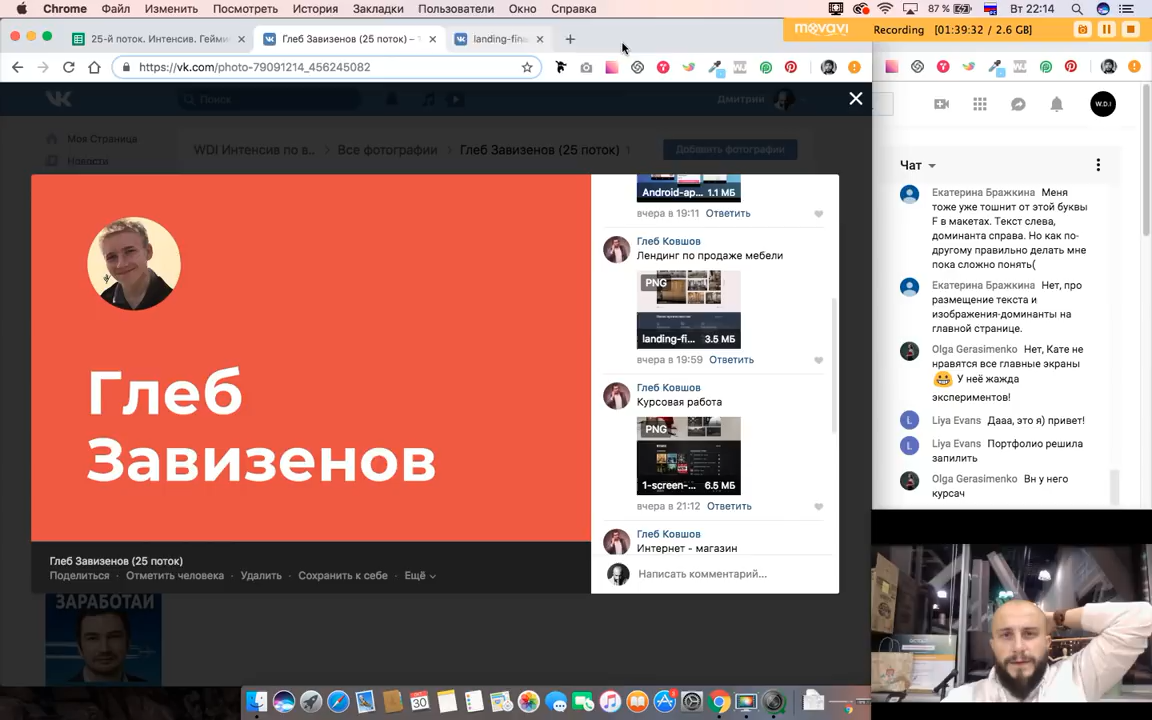 Chrome Файл Изменить Посмотреть История Закладки Пользователи Окно Справка
87 % Вт 22:14
25-й поток. Интенсив. Гейми
Глеб Завизенов (25 поток) –
landing-fina
movavi
Recording [01:39:32 / 2.6 GB]
https://vk.com/photo-79091214_456245082
Поиск
Дмитрий
Моя Страница
Новости
WDI Интенсив по в.. Все фотографии Глеб Завизенов (25 поток) 1
Добавить фотографии
Глеб
Завизенов
Глеб Завизенов (25 поток)
Поделиться · Отметить человека · Удалить · Сохранить к себе · Ещё
ЗАРАБОТАЙ
Android-ap... 1.1 МБ
вчера в 19:11 Ответить
Глеб Ковшов
Лендинг по продаже мебели
PNG
landing-fi... 3.5 МБ
вчера в 19:59 Ответить
Глеб Ковшов
Курсовая работа
PNG
1-screen-... 6.5 МБ
вчера в 21:12 Ответить
Глеб Ковшов
Интернет - магазин
Написать комментарий...
W.D.I
Чат
Екатерина Бражкина Меня
тоже уже тошнит от этой буквы
F в макетах. Текст слева,
доминанта справа. Но как по-
другому правильно делать мне
пока сложно понять(
Екатерина Бражкина Нет, про
размещение текста и
изображения-доминанты на
главной странице.
Olga Gerasimenko Нет, Кате не
нравятся все главные экраны
😀 У неё жажда
экспериментов!
L Liya Evans Дааа, это я) привет!
L Liya Evans Портфолио решила
запилить
Olga Gerasimenko Вн у него
курсач
30